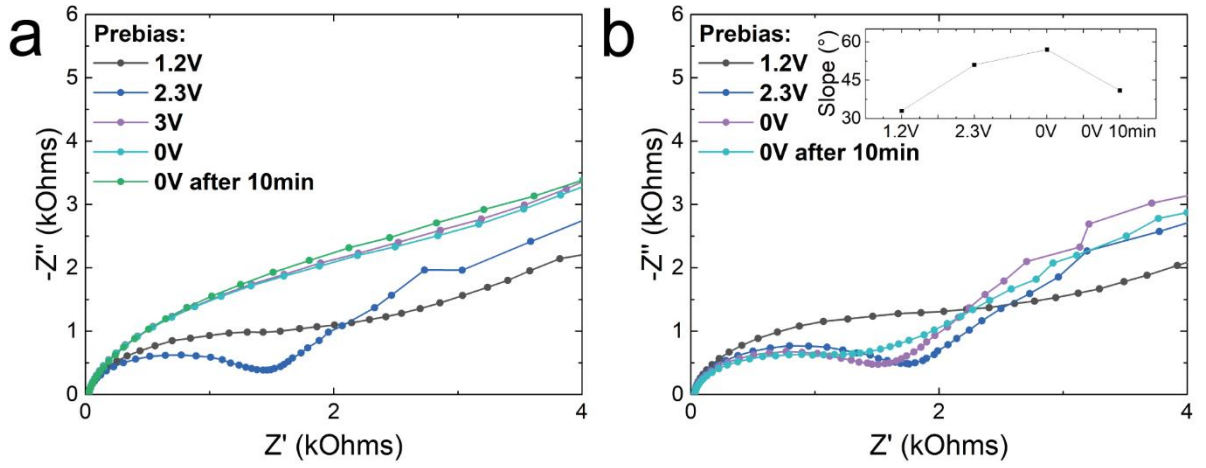 a
Prebias:
1.2V
2.3V
3V
0V
0V after 10min
6
5
4
3
2
1
0
0
2
4
-Z'' (kOhms)
Z' (kOhms)
b
Prebias:
1.2V
2.3V
0V
0V after 10min
6
5
4
3
2
1
0
0
2
4
-Z'' (kOhms)
Z' (kOhms)
Slope (°)
60
45
30
1.2V
2.3V
0V
0V 10min